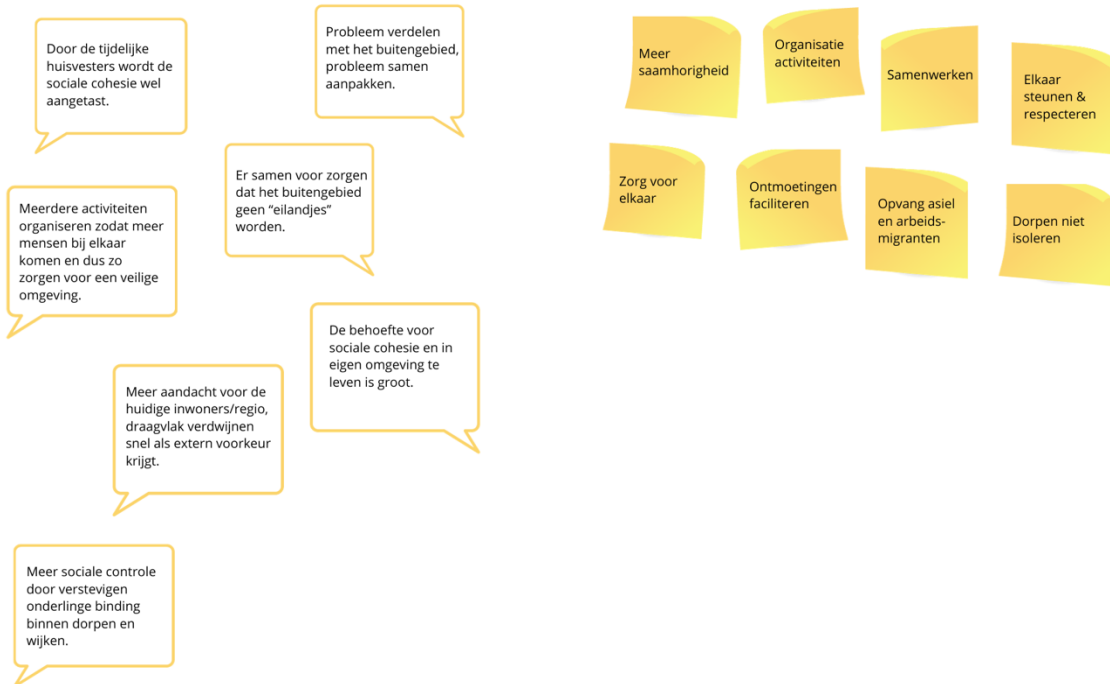 Door de tijdelijke
huisvesters wordt de
sociale cohesie wel
aangetast.
Probleem verdelen
met het buitengebied,
probleem samen
aanpakken.
Er samen voor zorgen
dat het buitengebied
geen “eilandjes”
worden.
Meerdere activiteiten
organiseren zodat meer
mensen bij elkaar
komen en dus zo
zorgen voor een veilige
omgeving.
De behoefte voor
sociale cohesie en in
eigen omgeving te
leven is groot.
Meer aandacht voor de
huidige inwoners/regio,
draagvlak verdwijnen
snel als extern voorkeur
krijgt.
Meer sociale controle
door verstevigen
onderlinge binding
binnen dorpen en
wijken.
Meer
saamhorigheid
Organisatie
activiteiten
Samenwerken
Elkaar
steunen &
respecteren
Zorg voor
elkaar
Ontmoetingen
faciliteren
Opvang asiel
en arbeids-
migranten
Dorpen niet
isoleren